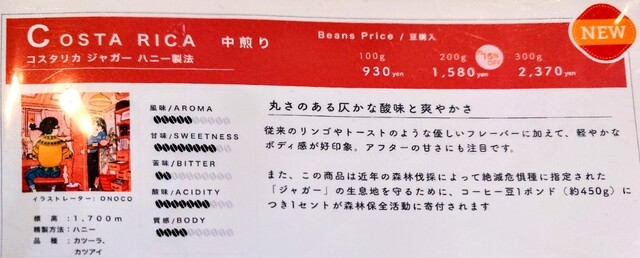 COSTA RICA 中煎り
コスタリカ ジャガー ハニー製法
Beans Price / 豆購入
100g 200g 15% OFF 300g
930yen 1,580yen 2,370yen
NEW
イラストレーター: ONOCO
標高:1,700m
精製方法:ハニー
品種:カツーラ、
カツアイ
風味/AROMA
甘味/SWEETNESS
苦味/BITTER
酸味/ACIDITY
質感/BODY
丸さのある仄かな酸味と爽やかさ
従来のリンゴやトーストのような優しいフレーバーに加えて、軽やかな
ボディ感が好印象。アフターの甘さにも注目です。
また、この商品は近年の森林伐採によって絶滅危惧種に指定された
「ジャガー」の生息地を守るために、コーヒー豆1ポンド(約450g)に
つき1セントが森林保全活動に寄付されます